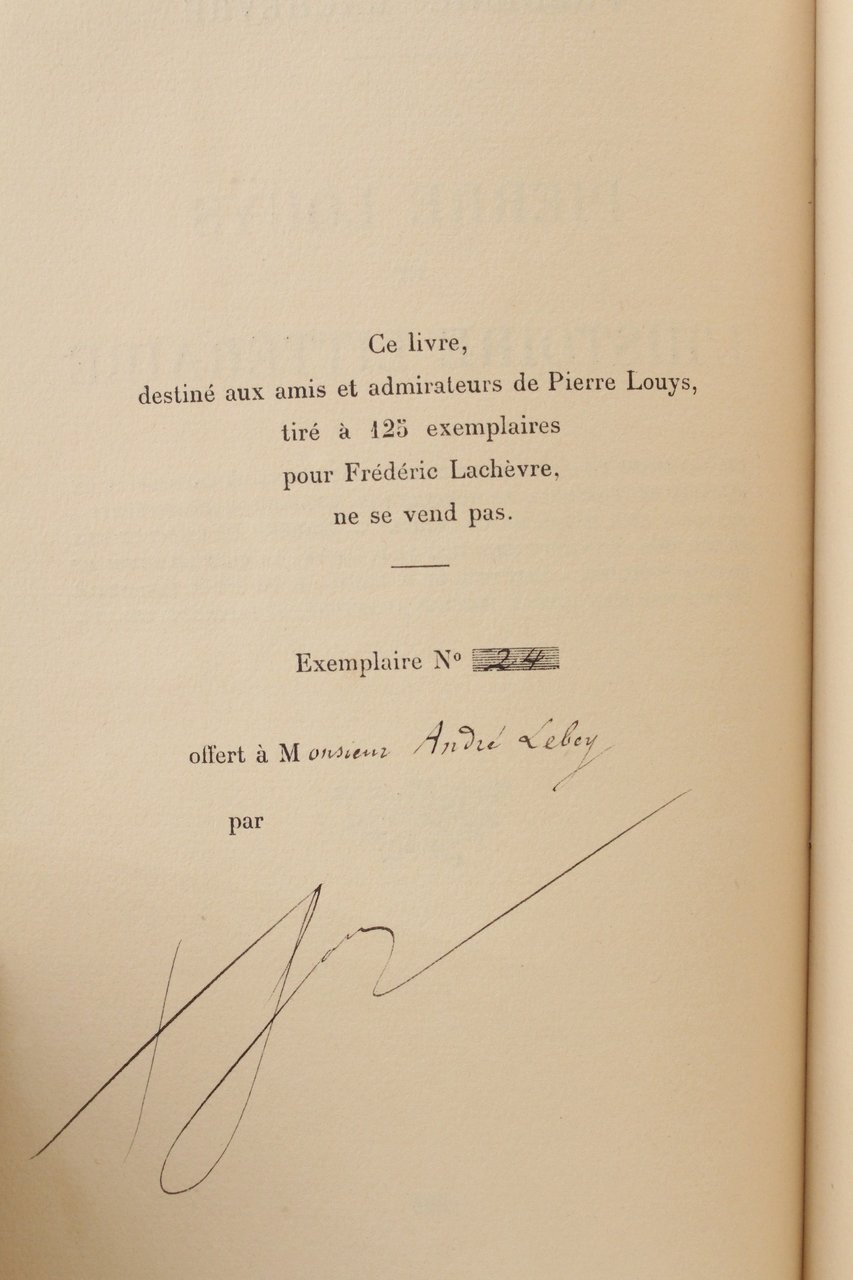 Ce livre,
destiné aux amis et admirateurs de Pierre Louys,
tiré à 125 exemplaires
pour Frédéric Lachèvre,
ne se vend pas.
Exemplaire Nº 24
offert à Monsieur André Lebey
par